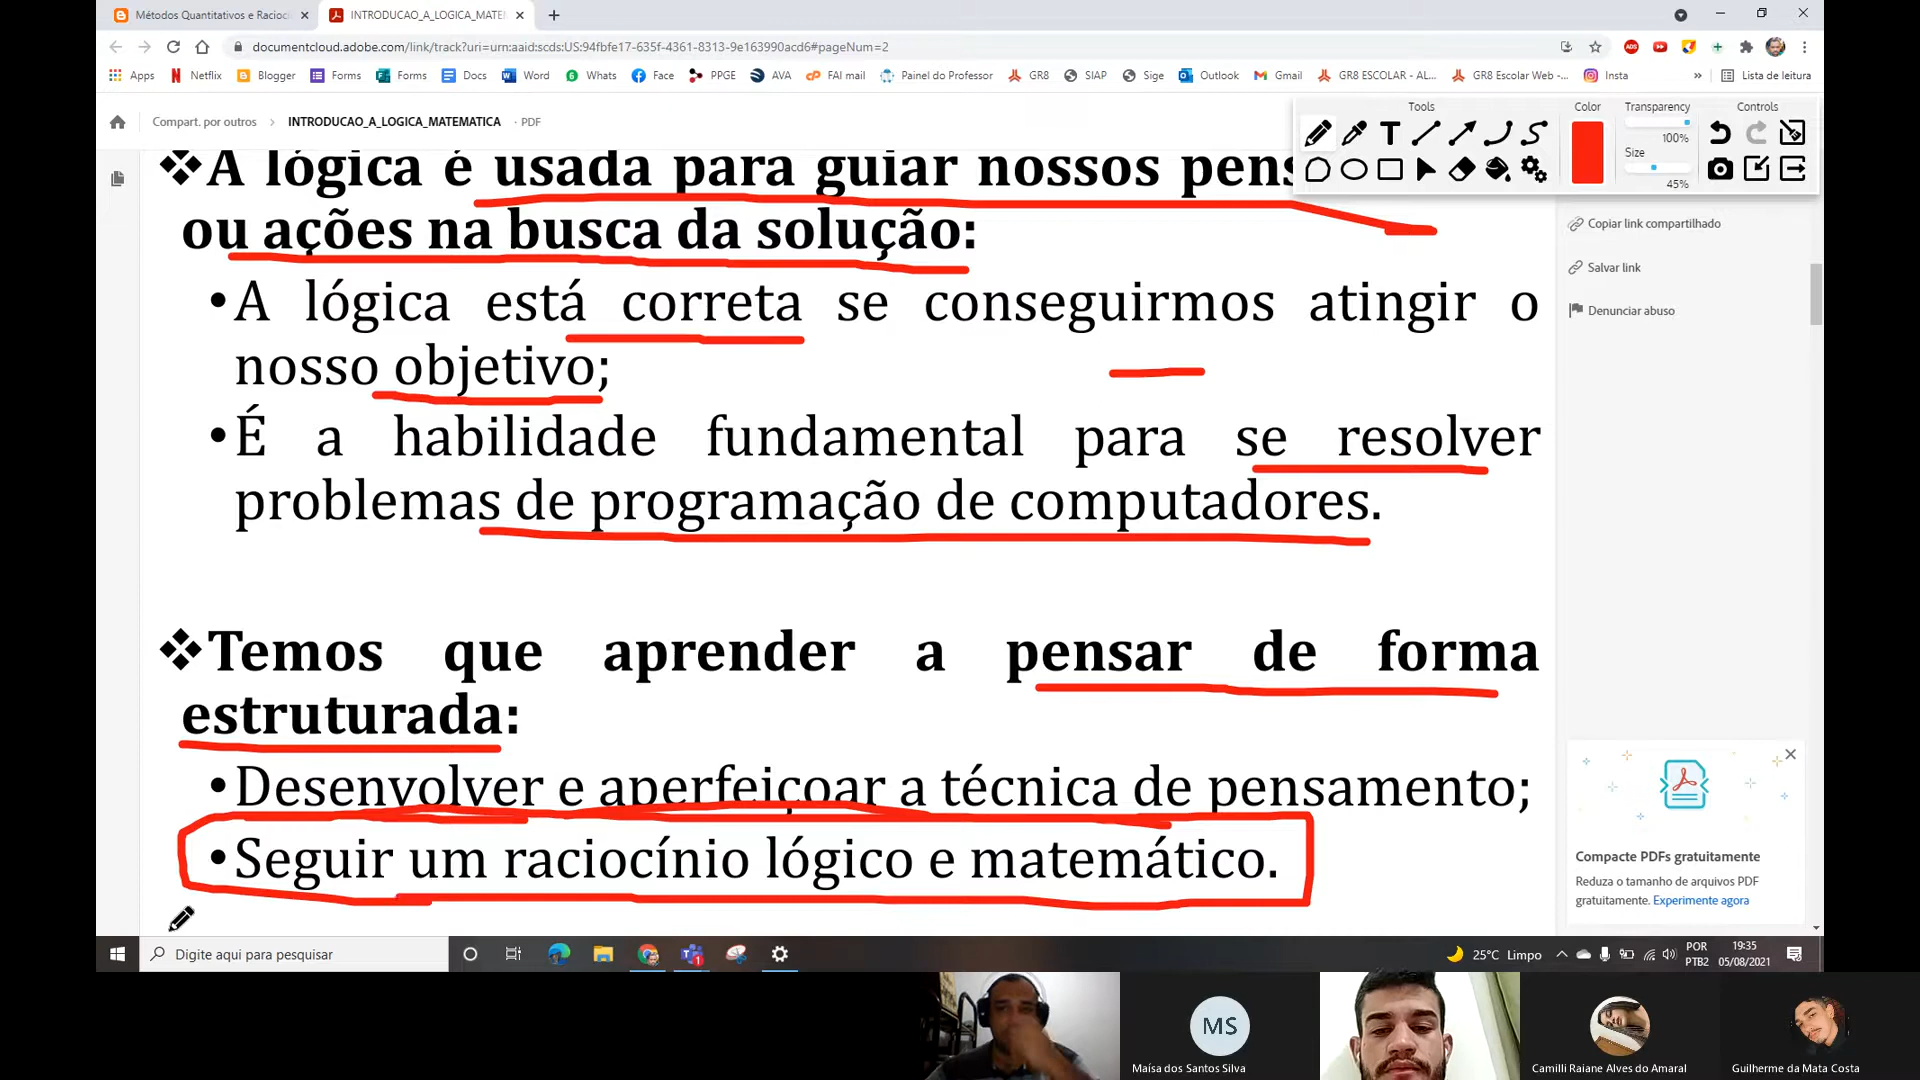 Métodos Quantitativos e Racioc
INTRODUCAO_A_LOGICA_MATE
documentcloud.adobe.com/link/track?uri=urn:aaid:scds:US:94fbfe17-635f-4361-8313-9e163990acd6#pageNum=2
Apps Netflix Blogger Forms Forms Docs Word Whats Face PPGE AVA FAI mail Painel do Professor GR8 SIAP Sige Outlook Gmail GR8 ESCOLAR - AL... GR8 Escolar Web -... Insta » Lista de leitura
Tools Color Transparency Controls
100%
Size
45%
Compart. por outros > INTRODUCAO_A_LOGICA_MATEMATICA · PDF
❖A lógica é usada para guiar nossos pens
ou ações na busca da solução:
•A lógica está correta se conseguirmos atingir o
nosso objetivo;
•É a habilidade fundamental para se resolver
problemas de programação de computadores.
❖Temos que aprender a pensar de forma
estruturada:
•Desenvolver e aperfeiçoar a técnica de pensamento;
•Seguir um raciocínio lógico e matemático.
Copiar link compartilhado
Salvar link
Denunciar abuso
Compacte PDFs gratuitamente
Reduza o tamanho de arquivos PDF
gratuitamente. Experimente agora
Digite aqui para pesquisar
25°C Limpo
POR
PTB2
19:35
05/08/2021
MS
Maísa dos Santos Silva
Camilli Raiane Alves do Amaral
Guilherme da Mata Costa